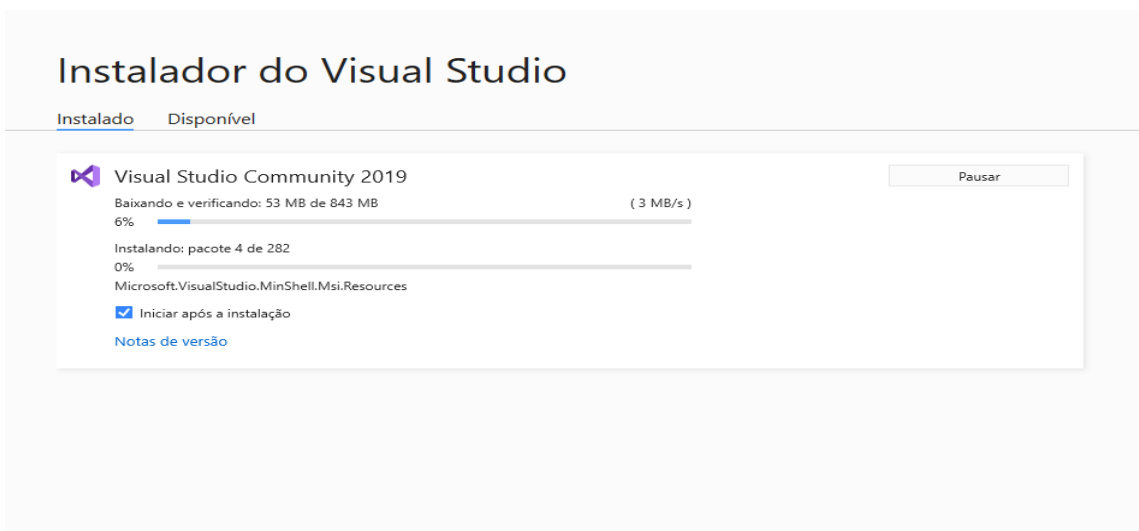 Instalador do Visual Studio
Instalado Disponível
Visual Studio Community 2019 Pausar
Baixando e verificando: 53 MB de 843 MB ( 3 MB/s )
6%
Instalando: pacote 4 de 282
0%
Microsoft.VisualStudio.MinShell.Msi.Resources
Iniciar após a instalação
Notas de versão